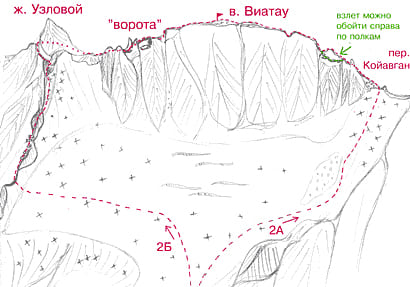 ж. Узловой
"ворота"
в. Виатау
взлет можно
обойти справа
по полкам
пер.
Койавган
2Б
2А